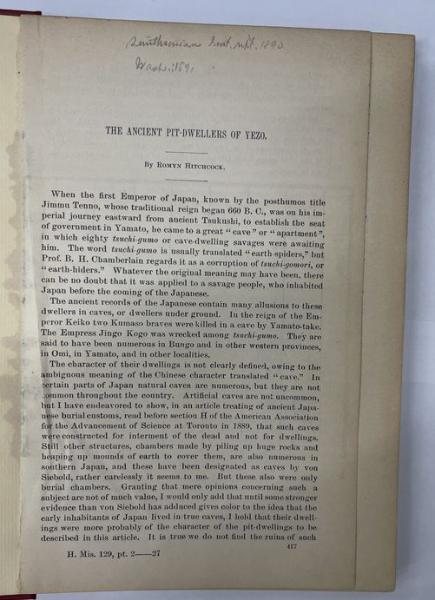 Smithsonian Inst. rept. 1890
Wash. 1891
THE ANCIENT PIT-DWELLERS OF YEZO.
By Romyn Hitchcock.
When the first Emperor of Japan, known by the posthumos title
Jimmu Tenno, whose traditional reign began 660 B. C., was on his im-
perial journey eastward from ancient Tsukushi, to establish the seat
of government in Yamato, he came to a great "cave" or "apartment",
in which eighty tsuchi-gumo or cave-dwelling savages were awaiting
him. The word tsuchi-gumo is usually translated "earth-spiders," but
Prof. B. H. Chamberlain regards it as a corruption of tsuchi-gomori, or
"earth-hiders." Whatever the original meaning may have been, there
can be no doubt that it was applied to a savage people, who inhabited
Japan before the coming of the Japanese.
The ancient records of the Japanese contain many allusions to these
dwellers in caves, or dwellers under ground. In the reign of the Em-
peror Keiko two Kumaso braves were killed in a cave by Yamato-take.
The Empress Jingo Kogo was wrecked among tsuchi-gumo. They are
said to have been numerous in Bungo and in other western provinces,
in Omi, in Yamato, and in other localities.
The character of their dwellings is not clearly defined, owing to the
ambiguous meaning of the Chinese character translated "cave." In
certain parts of Japan natural caves are numerous, but they are not
common throughout the country. Artificial caves are not uncommon,
but I have endeavored to show, in an article treating of ancient Japa-
nese burial customs, read before section H of the American Association
for the Advancement of Science at Toronto in 1889, that such caves
were constructed for interment of the dead and not for dwellings.
Still other structures, chambers made by piling up huge rocks and
heaping up mounds of earth to cover them, are also numerous in
southern Japan, and these have been designated as caves by von
Siebold, rather carelessly it seems to me. But these also were only
burial chambers. Granting that mere opinions concerning such a
subject are not of much value, I would only add that until some stronger
evidence than von Siebold has adduced gives color to the idea that the
early inhabitants of Japan lived in true caves, I hold that their dwell-
ings were more probably of the character of the pit-dwellings to be
described in this article. It is true we do not find the ruins of such
417
H. Mis. 129, pt. 2——27